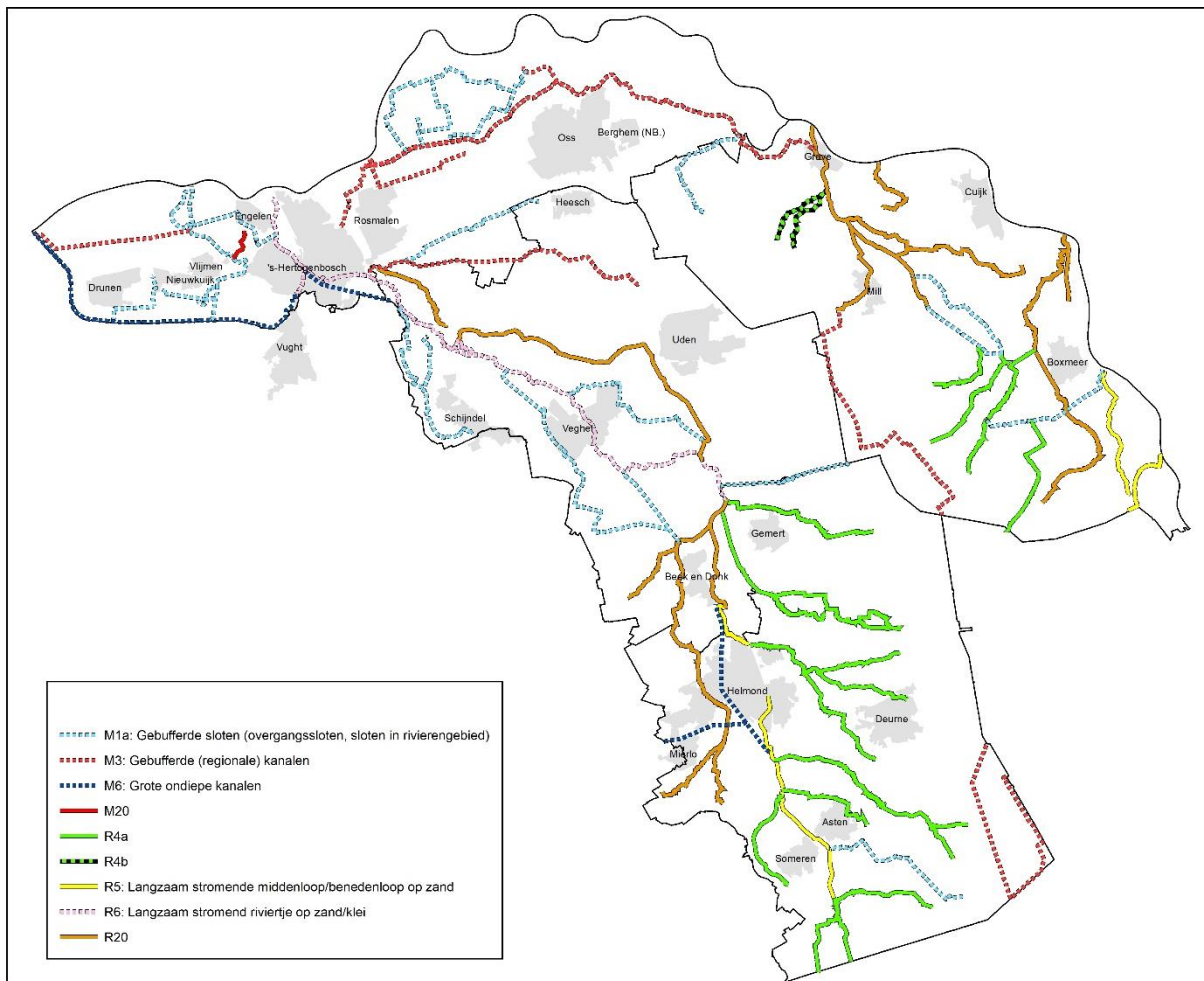 Oss
Berghem (NB.)
Grave
Cuijk
Heesch
Rosmalen
Engelen
Vlijmen
Nieuwkuijk
's-Hertogenbosch
Drunen
Mill
Vught
Uden
Boxmeer
Schijndel
Veghel
Gemert
Beek en Donk
Helmond
Deurne
Mierlo
Asten
Someren
M1a: Gebufferde sloten (overgangssloten, sloten in rivierengebied)
M3: Gebufferde (regionale) kanalen
M6: Grote ondiepe kanalen
M20
R4a
R4b
R5: Langzaam stromende middenloop/benedenloop op zand
R6: Langzaam stromend riviertje op zand/klei
R20